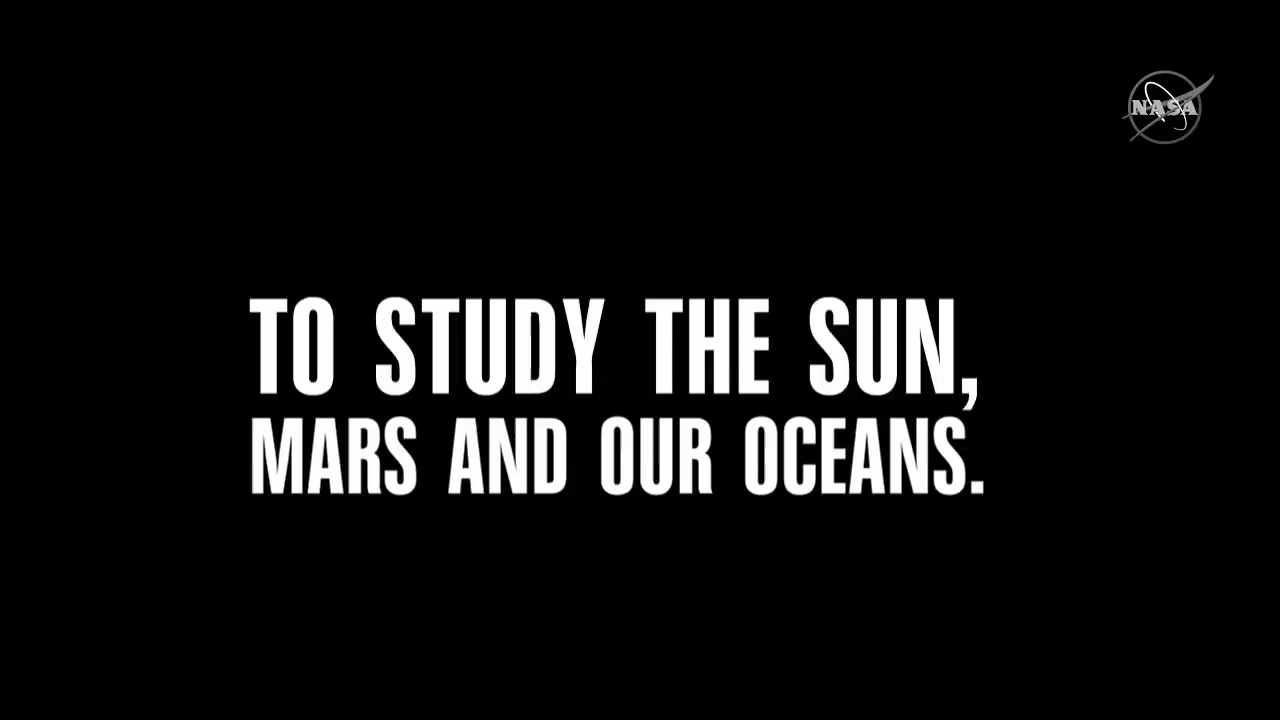 NASA
TO STUDY THE SUN,
MARS AND OUR OCEANS.